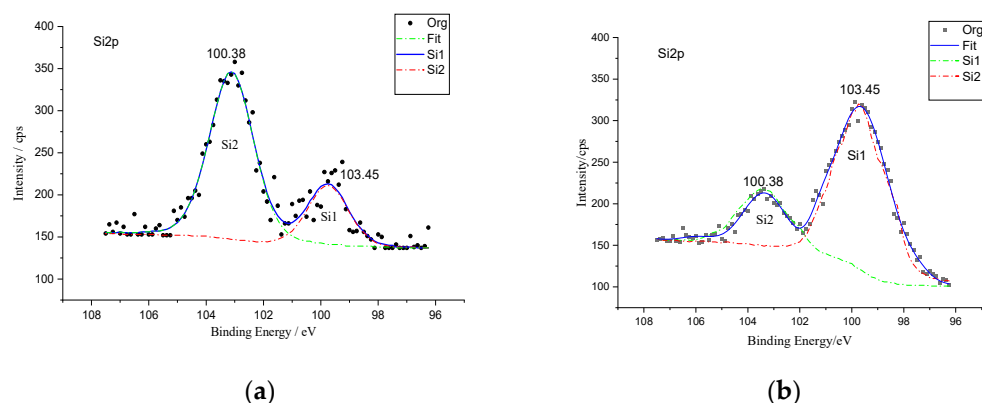 Si2p
Org
Fit
Si1
Si2
100.38
Si2
103.45
Si1
400
350
300
250
200
150
100
Intensity / cps
108 106 104 102 100 98 96
Binding Energy / eV
(a)
Si2p
Org
Fit
Si1
Si2
103.45
Si1
100.38
Si2
400
350
300
250
200
150
100
Intensity/cps
108 106 104 102 100 98 96
Binding Energy/eV
(b)